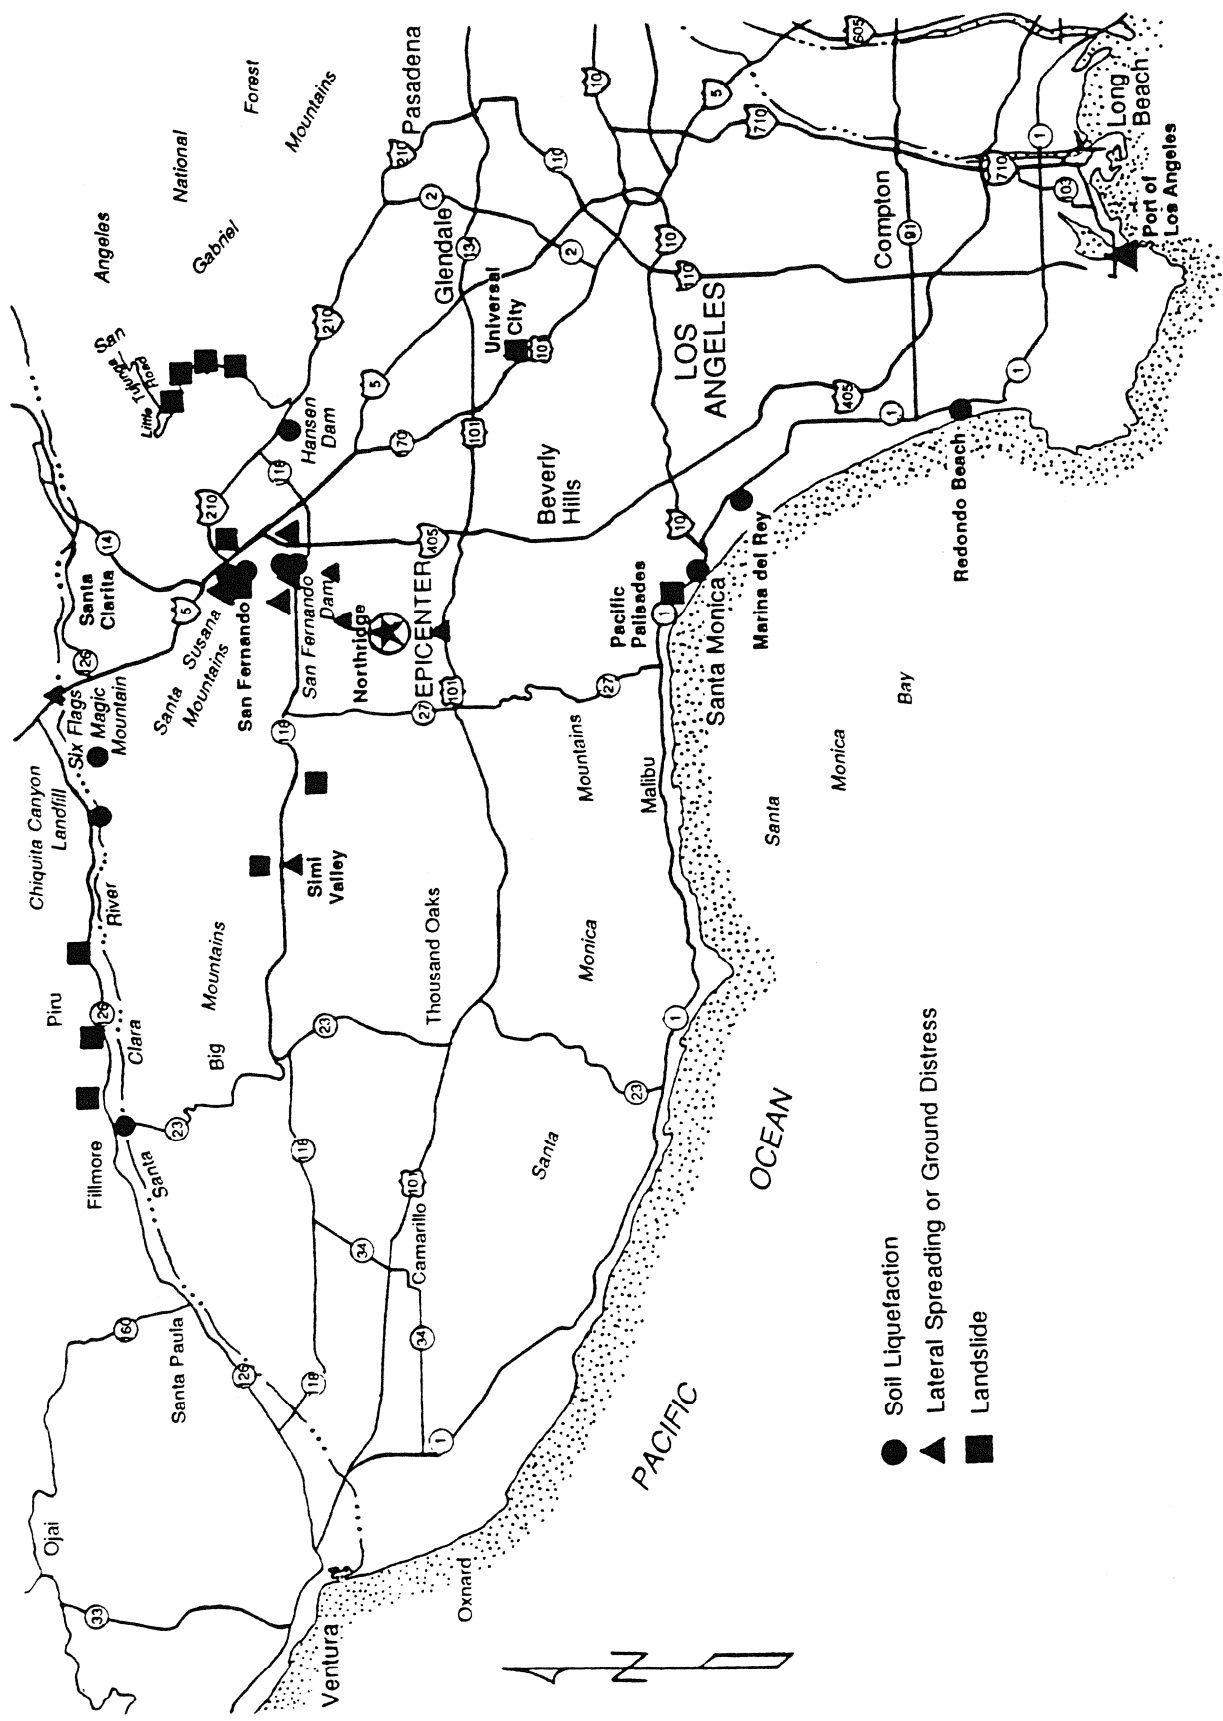 Ojai
33
Ventura
Oxnard
N
160
Santa Paula
126
118
1
34
Camarillo
34
101
118
Fillmore
Santa
Clara
River
23
Piru
126
Big
Mountains
23
Thousand Oaks
Santa
Monica
Mountains
23
1
Malibu
PACIFIC
OCEAN
Santa
Monica
Bay
Chiquita Canyon
Landfill
Six Flags
Magic
Mountain
126
Santa
Clarita
5
14
Santa
Susana
Mountains
Simi
Valley
118
San Fernando
San Fernando
Dam
Northridge
EPICENTER
27
101
27
405
210
118
Hansen
Dam
170
101
5
Little
Tujunga
Road
San
Gabriel
Mountains
Angeles
National
Forest
210
210
Pasadena
2
Glendale
134
Universal
City
101
2
110
Beverly
Hills
LOS
ANGELES
10
110
10
5
710
605
Pacific
Palisades
1
10
Santa Monica
Marina del Rey
405
1
Redondo Beach
1
Compton
91
710
103
1
Long
Beach
Port of
Los Angeles
Soil Liquefaction
Lateral Spreading or Ground Distress
Landslide